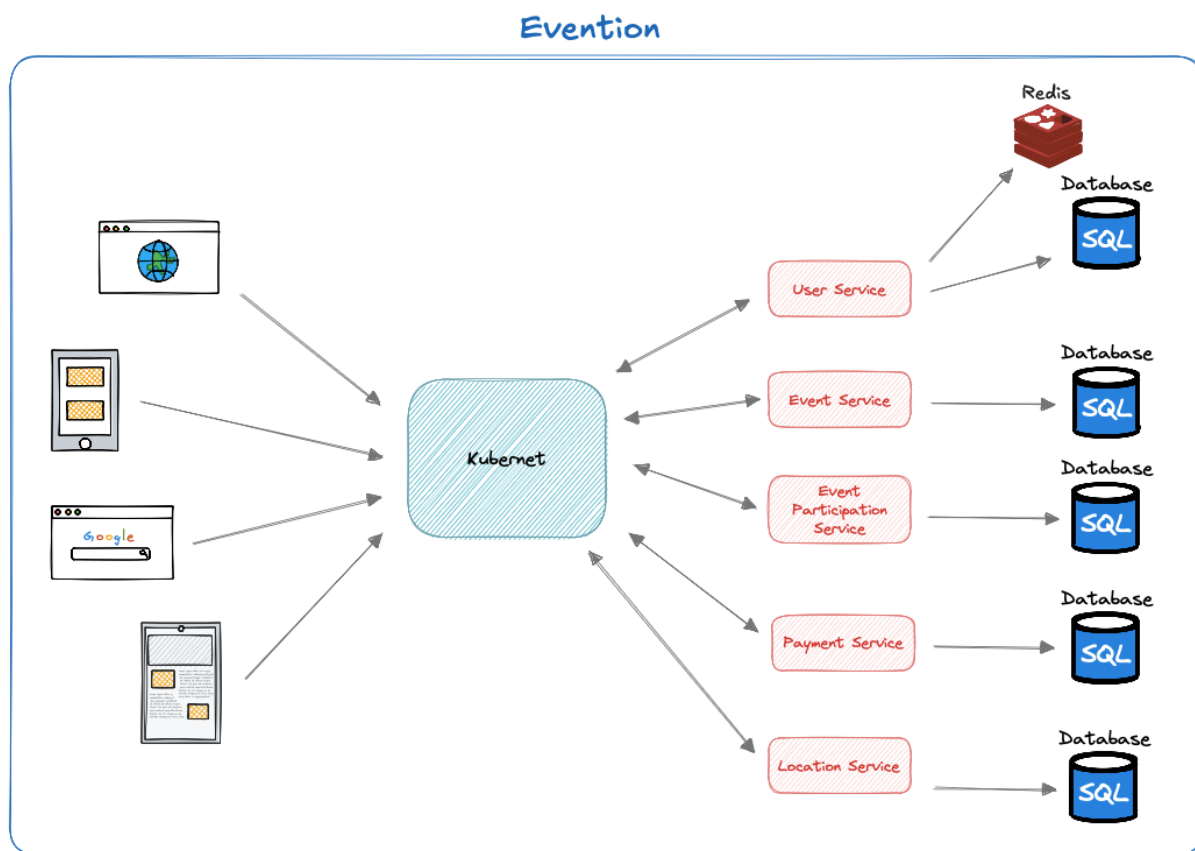 Evention
Redis
Database
SQL
User Service
Database
SQL
Event Service
Google
Kubernet
Database
SQL
Event
Participation
Service
Database
SQL
Payment Service
Database
SQL
Location Service